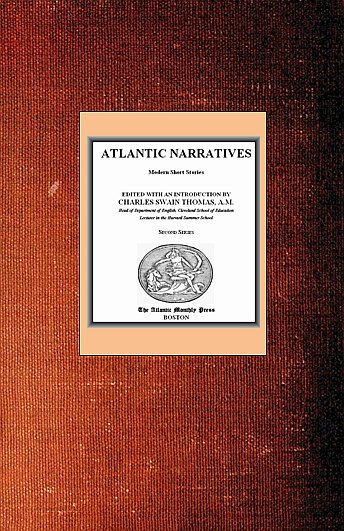 ATLANTIC NARRATIVES
Modern Short Stories
EDITED WITH AN INTRODUCTION BY
CHARLES SWAIN THOMAS, A.M.
Head of Department of English, Cleveland School of Education
Lecturer in the Harvard Summer School
SECOND SERIES
The Atlantic Monthly Press
BOSTON